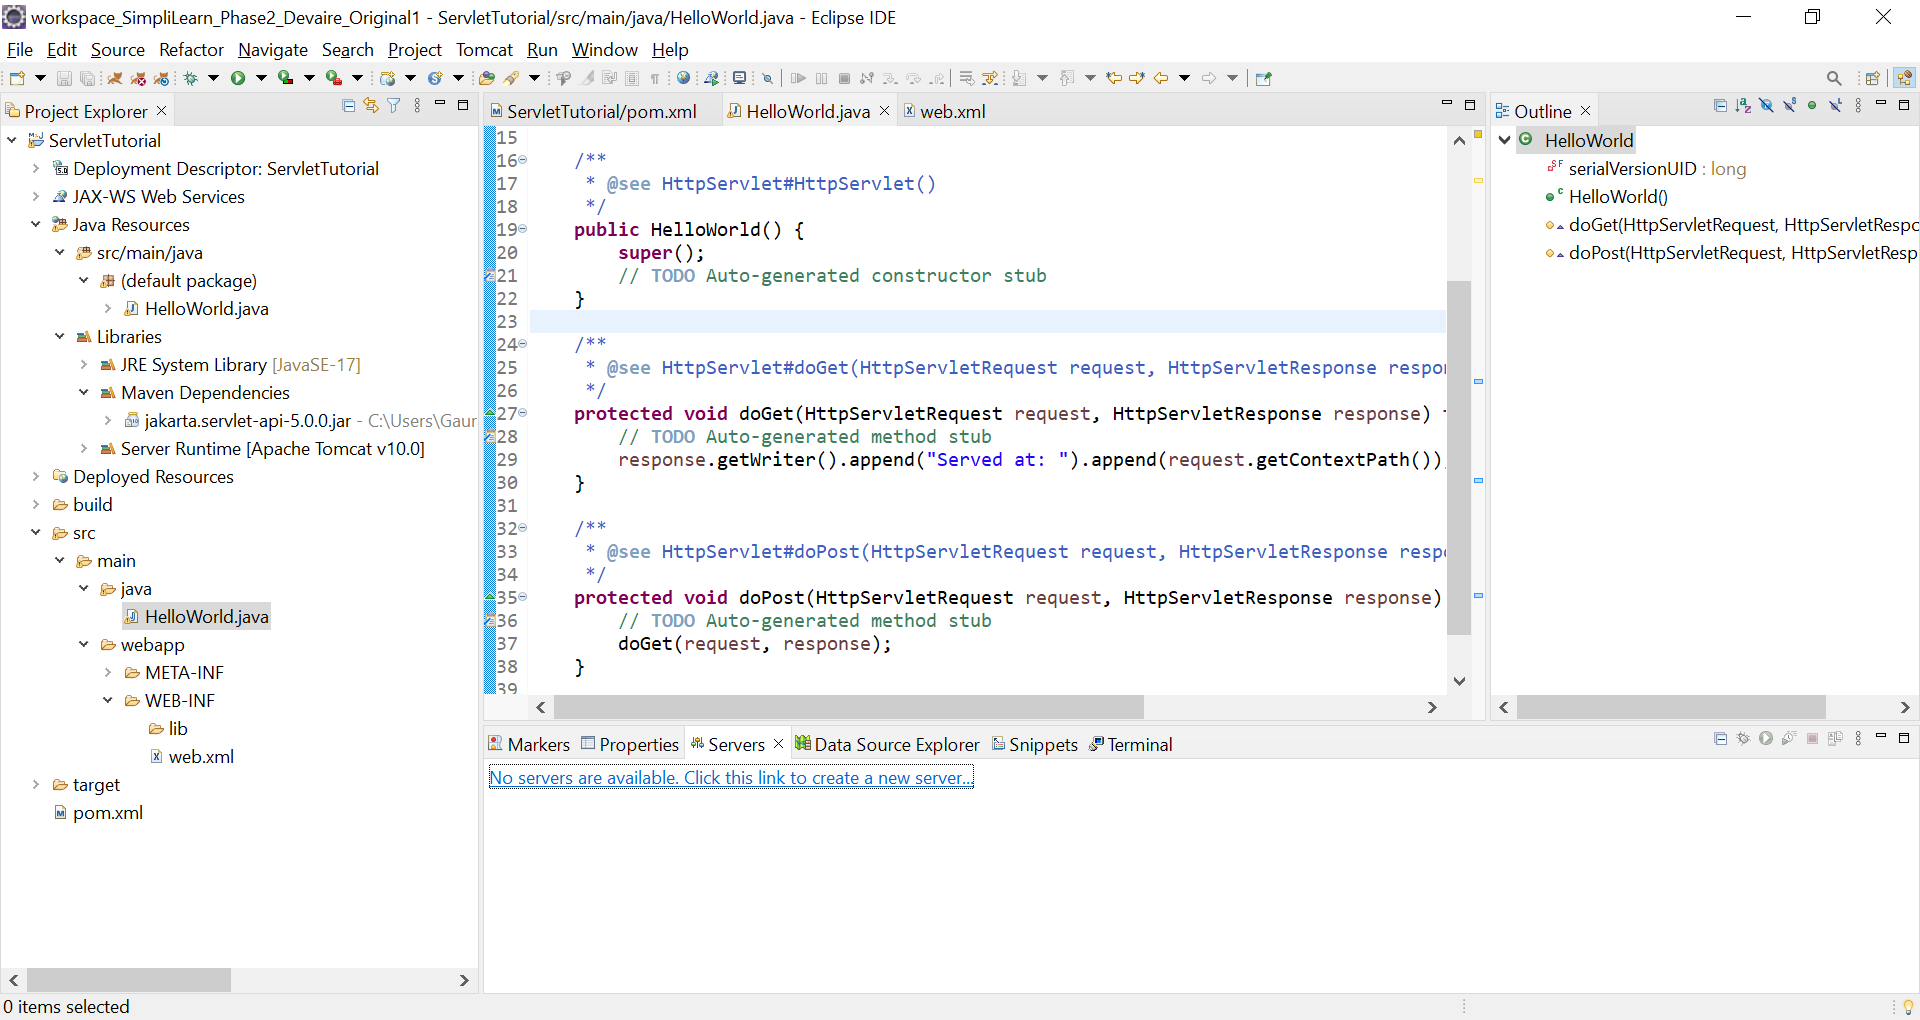 workspace_SimpliLearn_Phase2_Devaire_Original1 - ServletTutorial/src/main/java/HelloWorld.java - Eclipse IDE
File Edit Source Refactor Navigate Search Project Tomcat Run Window Help
Project Explorer
ServletTutorial
Deployment Descriptor: ServletTutorial
JAX-WS Web Services
Java Resources
src/main/java
(default package)
HelloWorld.java
Libraries
JRE System Library [JavaSE-17]
Maven Dependencies
jakarta.servlet-api-5.0.0.jar - C:\Users\Gaur
Server Runtime [Apache Tomcat v10.0]
Deployed Resources
build
src
main
java
HelloWorld.java
webapp
META-INF
WEB-INF
lib
web.xml
target
pom.xml
ServletTutorial/pom.xml HelloWorld.java web.xml
15
16 /**
17 * @see HttpServlet#HttpServlet()
18 */
19 public HelloWorld() {
20 super();
21 // TODO Auto-generated constructor stub
22 }
23
24 /**
25 * @see HttpServlet#doGet(HttpServletRequest request, HttpServletResponse respo
26 */
27 protected void doGet(HttpServletRequest request, HttpServletResponse response)
28 // TODO Auto-generated method stub
29 response.getWriter().append("Served at: ").append(request.getContextPath())
30 }
31
32 /**
33 * @see HttpServlet#doPost(HttpServletRequest request, HttpServletResponse resp
34 */
35 protected void doPost(HttpServletRequest request, HttpServletResponse response)
36 // TODO Auto-generated method stub
37 doGet(request, response);
38 }
39
Outline
HelloWorld
serialVersionUID : long
HelloWorld()
doGet(HttpServletRequest, HttpServletRespo
doPost(HttpServletRequest, HttpServletResp
Markers Properties Servers Data Source Explorer Snippets Terminal
No servers are available. Click this link to create a new server...
0 items selected